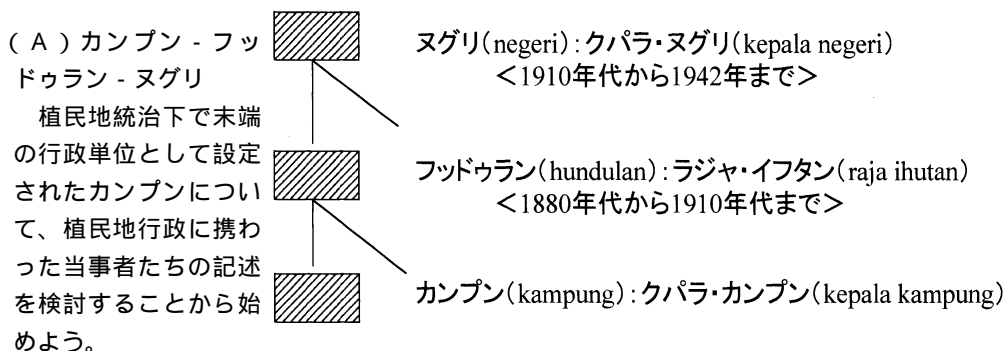 (A)カンプン - フッ
ドゥラン - ヌグリ
植民地統治下で末端
の行政単位として設定
されたカンプンについ
て、植民地行政に携わ
った当事者たちの記述
を検討することから始
めよう。
ヌグリ(negeri):クパラ・ヌグリ(kepala negeri)
<1910年代から1942年まで>
フッドゥラン(hundulan):ラジャ・イフタン(raja ihutan)
<1880年代から1910年代まで>
カンプン(kampung):クパラ・カンプン(kepala kampung)